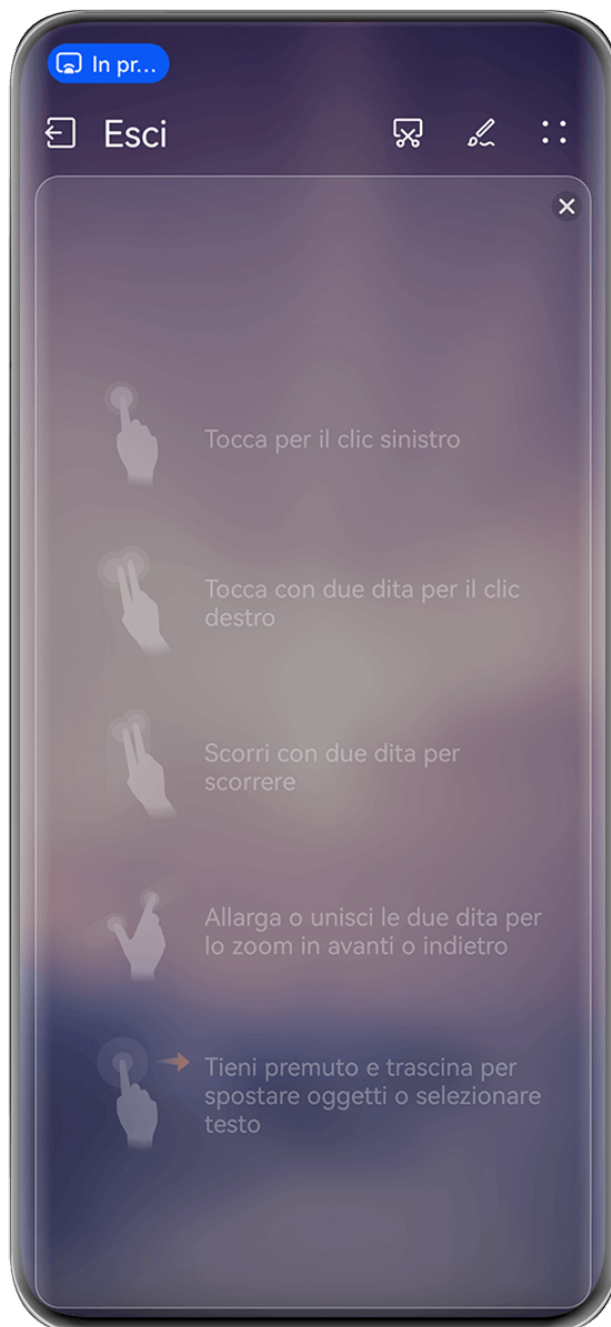 In pr...
Esci
Tocca per il clic sinistro
Tocca con due dita per il clic
destro
Scorri con due dita per
scorrere
Allarga o unisci le due dita per
lo zoom in avanti o indietro
Tieni premuto e trascina per
spostare oggetti o selezionare
testo